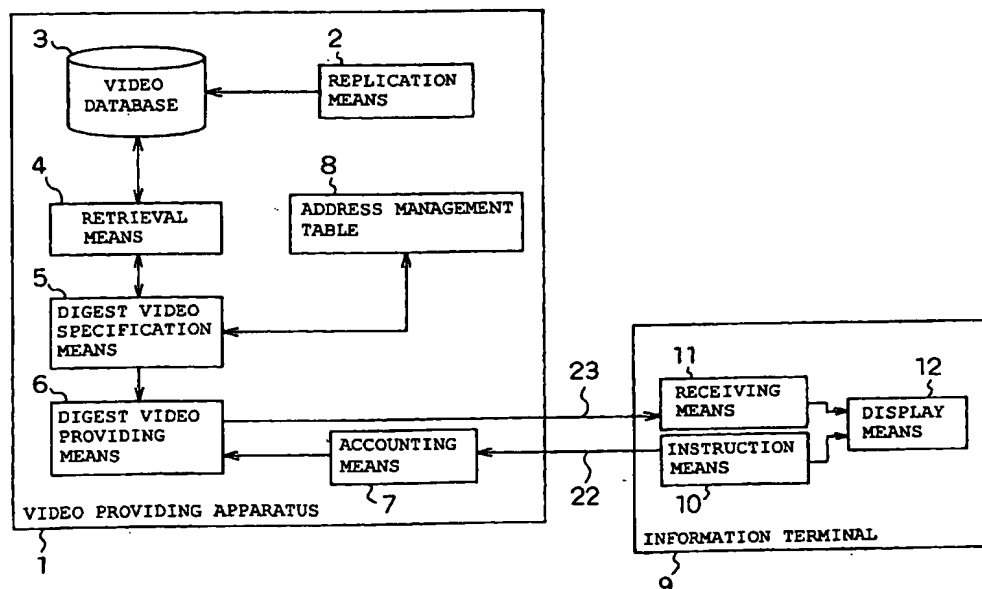 3
VIDEO
DATABASE
2
REPLICATION
MEANS
4
RETRIEVAL
MEANS
8
ADDRESS MANAGEMENT
TABLE
5
DIGEST VIDEO
SPECIFICATION
MEANS
6
DIGEST VIDEO
PROVIDING
MEANS
ACCOUNTING
MEANS
7
VIDEO PROVIDING APPARATUS
1
23
22
11
RECEIVING
MEANS
12
DISPLAY
MEANS
INSTRUCTION
MEANS
10
INFORMATION TERMINAL
9